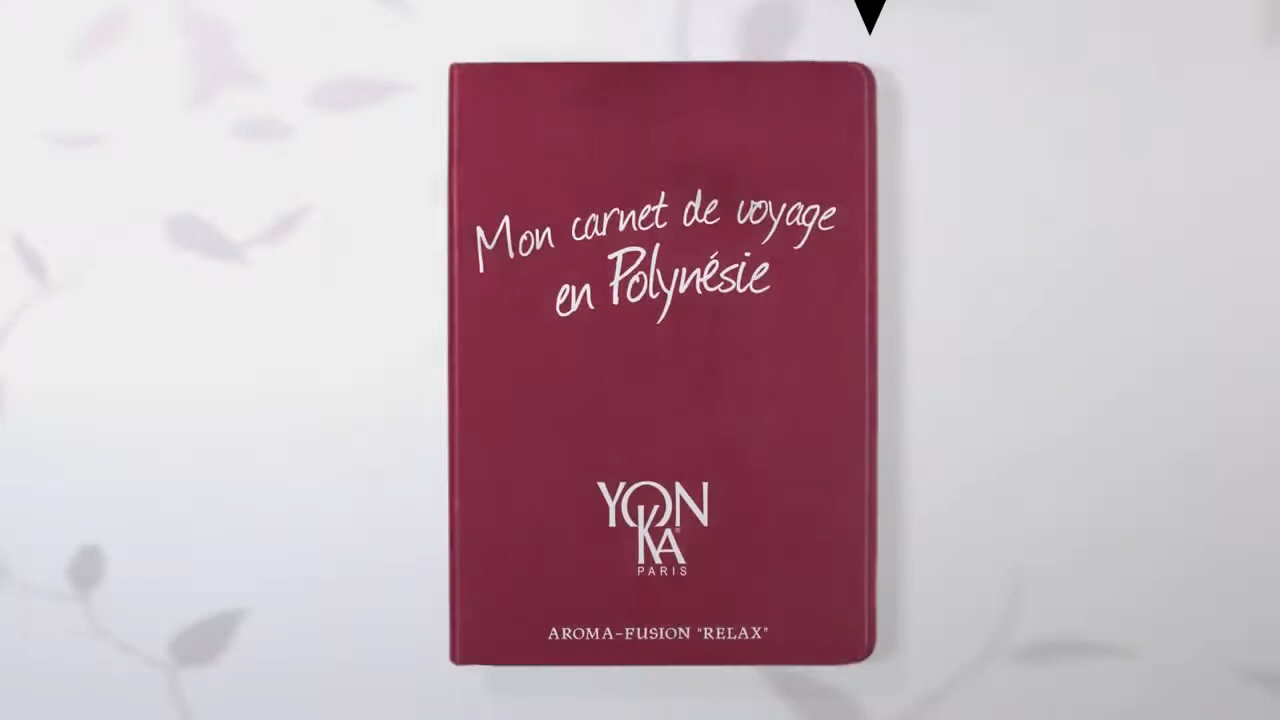 Mon carnet de voyage
en Polynésie
YON
KA
PARIS
AROMA-FUSION "RELAX"